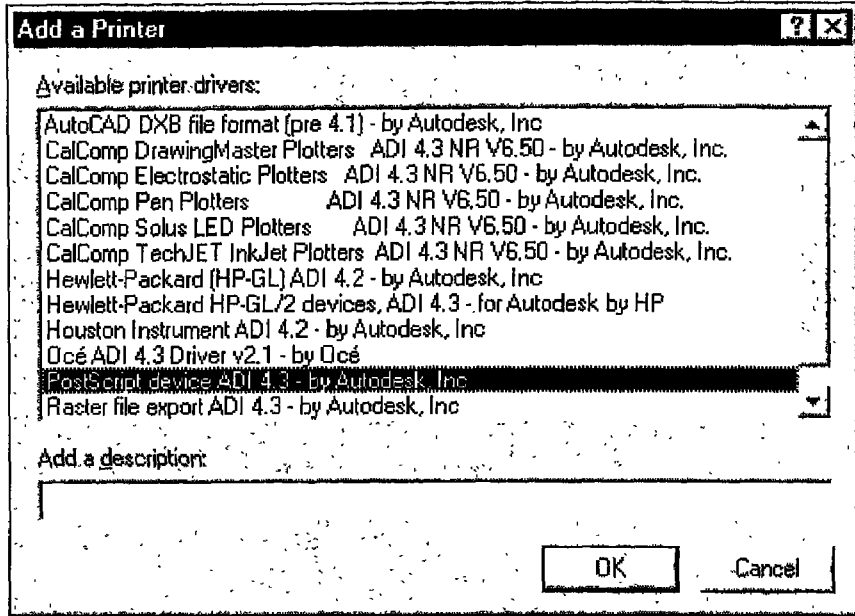 Add a Printer
Available printer drivers:
AutoCAD DXB file format (pre 4.1) - by Autodesk, Inc
CalComp DrawingMaster Plotters ADI 4.3 NR V6.50 - by Autodesk, Inc.
CalComp Electrostatic Plotters ADI 4.3 NR V6.50 - by Autodesk, Inc.
CalComp Pen Plotters ADI 4.3 NR V6.50 - by Autodesk, Inc.
CalComp Solus LED Plotters ADI 4.3 NR V6.50 - by Autodesk, Inc.
CalComp TechJET InkJet Plotters ADI 4.3 NR V6.50 - by Autodesk, Inc.
Hewlett-Packard (HP-GL) ADI 4.2 - by Autodesk, Inc
Hewlett-Packard HP-GL/2 devices, ADI 4.3 - for Autodesk by HP
Houston Instrument ADI 4.2 - by Autodesk, Inc
Océ ADI 4.3 Driver v2.1 - by Océ
PostScript device ADI 4.3 - by Autodesk, Inc
Raster file export ADI 4.3 - by Autodesk, Inc
Add a description:
OK
Cancel